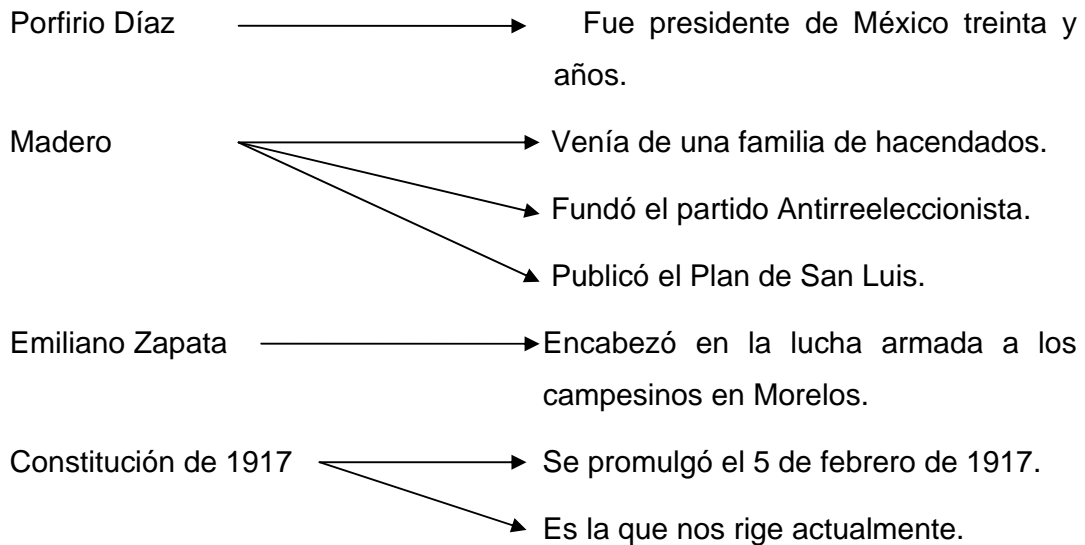 Porfirio Díaz Fue presidente de México treinta y
años.
Madero Venía de una familia de hacendados.
Fundó el partido Antirreeleccionista.
Publicó el Plan de San Luis.
Emiliano Zapata Encabezó en la lucha armada a los
campesinos en Morelos.
Constitución de 1917 Se promulgó el 5 de febrero de 1917.
Es la que nos rige actualmente.